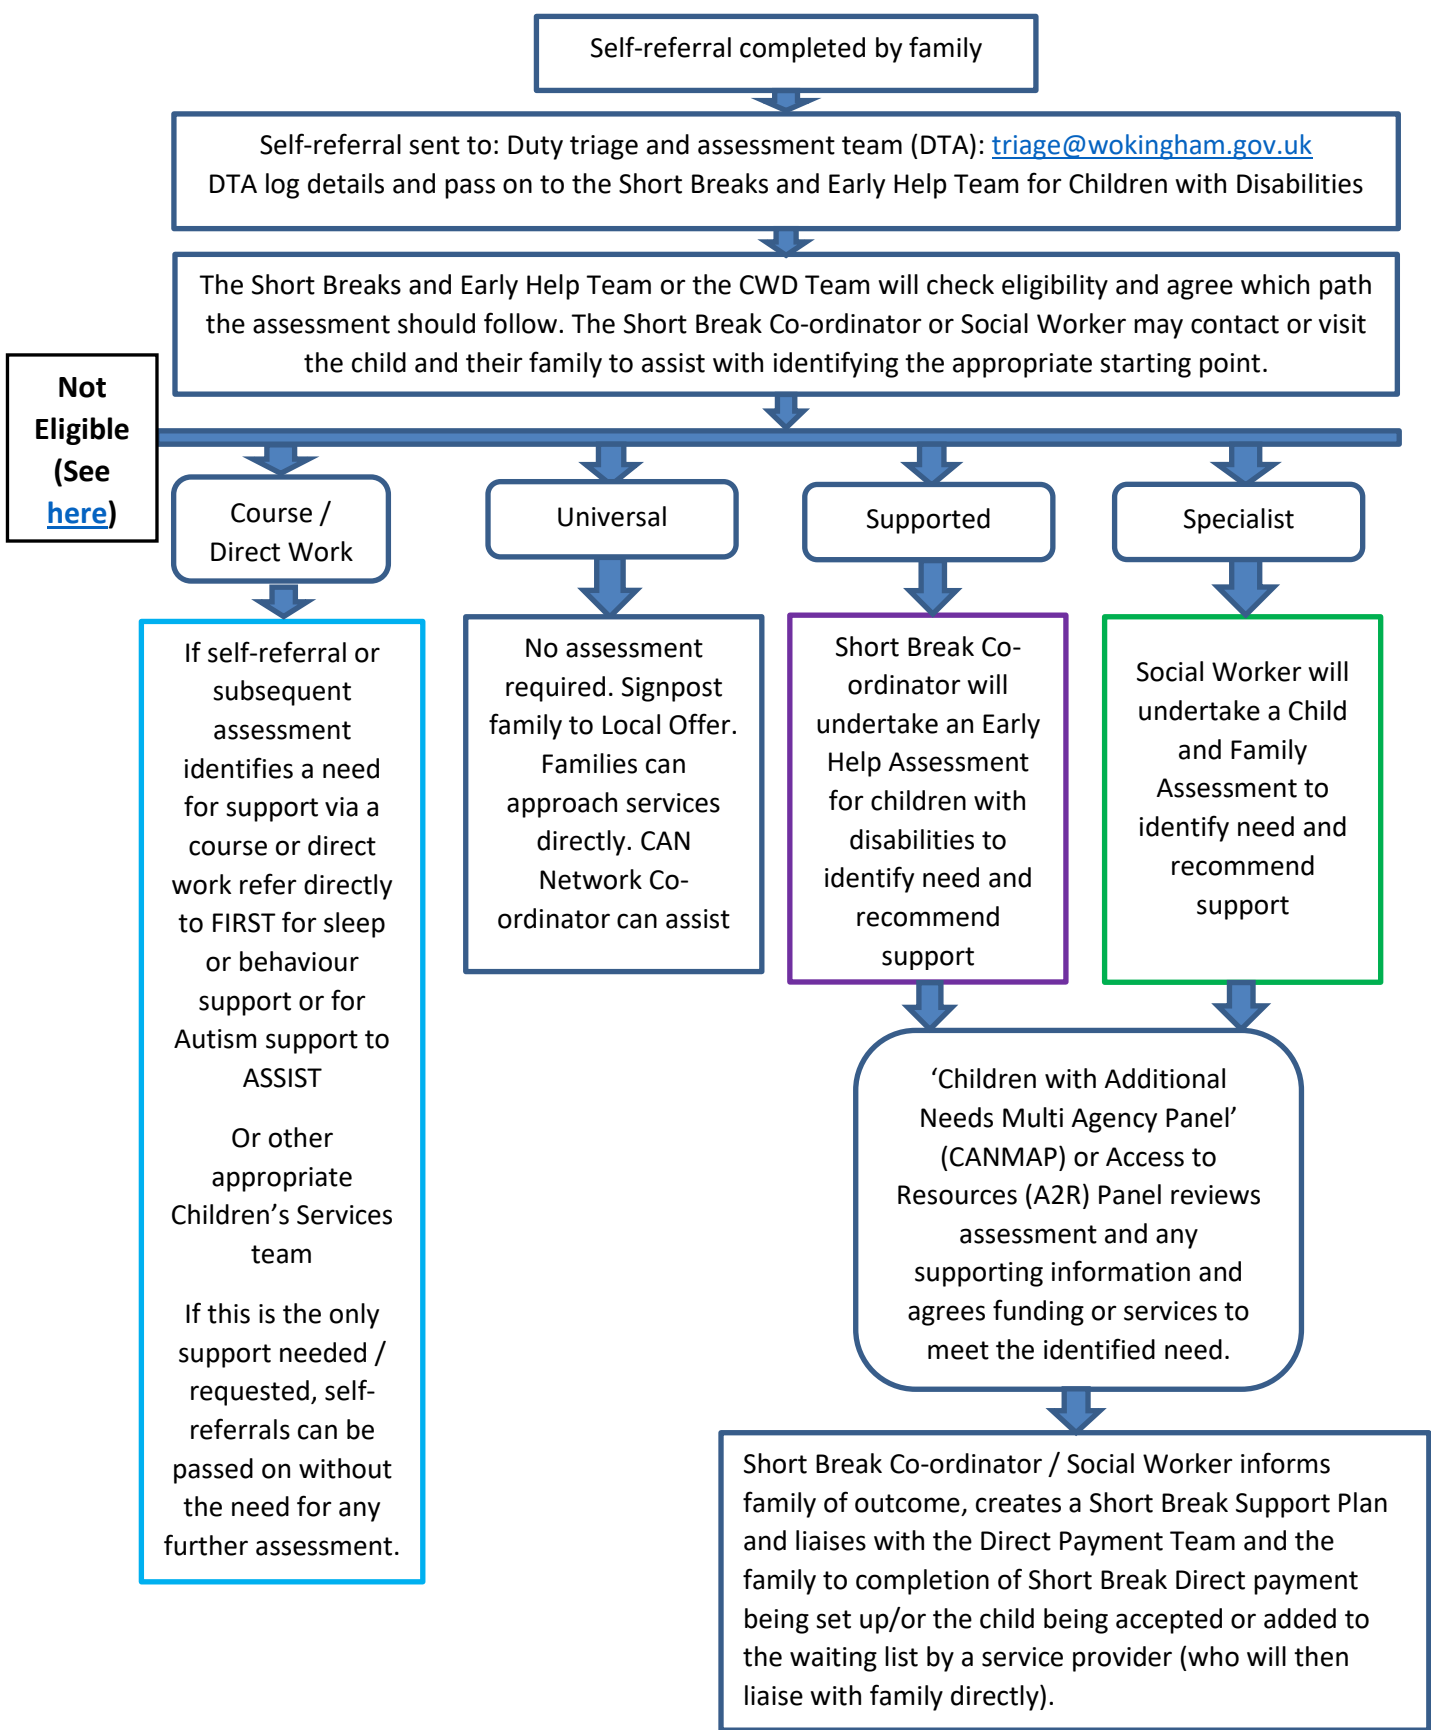 Self-referral completed by family
Self-referral sent to: Duty triage and assessment team (DTA): triage@wokingham.gov.uk
DTA log details and pass on to the Short Breaks and Early Help Team for Children with Disabilities
The Short Breaks and Early Help Team or the CWD Team will check eligibility and agree which path
the assessment should follow. The Short Break Co-ordinator or Social Worker may contact or visit
the child and their family to assist with identifying the appropriate starting point.
Not
Eligible
(See
here)
Course /
Direct Work
Universal
Supported
Specialist
If self-referral or
subsequent
assessment
identifies a need
for support via a
course or direct
work refer directly
to FIRST for sleep
or behaviour
support or for
Autism support to
ASSIST
Or other
appropriate
Children’s Services
team
If this is the only
support needed /
requested, self-
referrals can be
passed on without
the need for any
further assessment.
No assessment
required. Signpost
family to Local Offer.
Families can
approach services
directly. CAN
Network Co-
ordinator can assist
Short Break Co-
ordinator will
undertake an Early
Help Assessment
for children with
disabilities to
identify need and
recommend
support
Social Worker will
undertake a Child
and Family
Assessment to
identify need and
recommend
support
‘Children with Additional
Needs Multi Agency Panel’
(CANMAP) or Access to
Resources (A2R) Panel reviews
assessment and any
supporting information and
agrees funding or services to
meet the identified need.
Short Break Co-ordinator / Social Worker informs
family of outcome, creates a Short Break Support Plan
and liaises with the Direct Payment Team and the
family to completion of Short Break Direct payment
being set up/or the child being accepted or added to
the waiting list by a service provider (who will then
liaise with family directly).